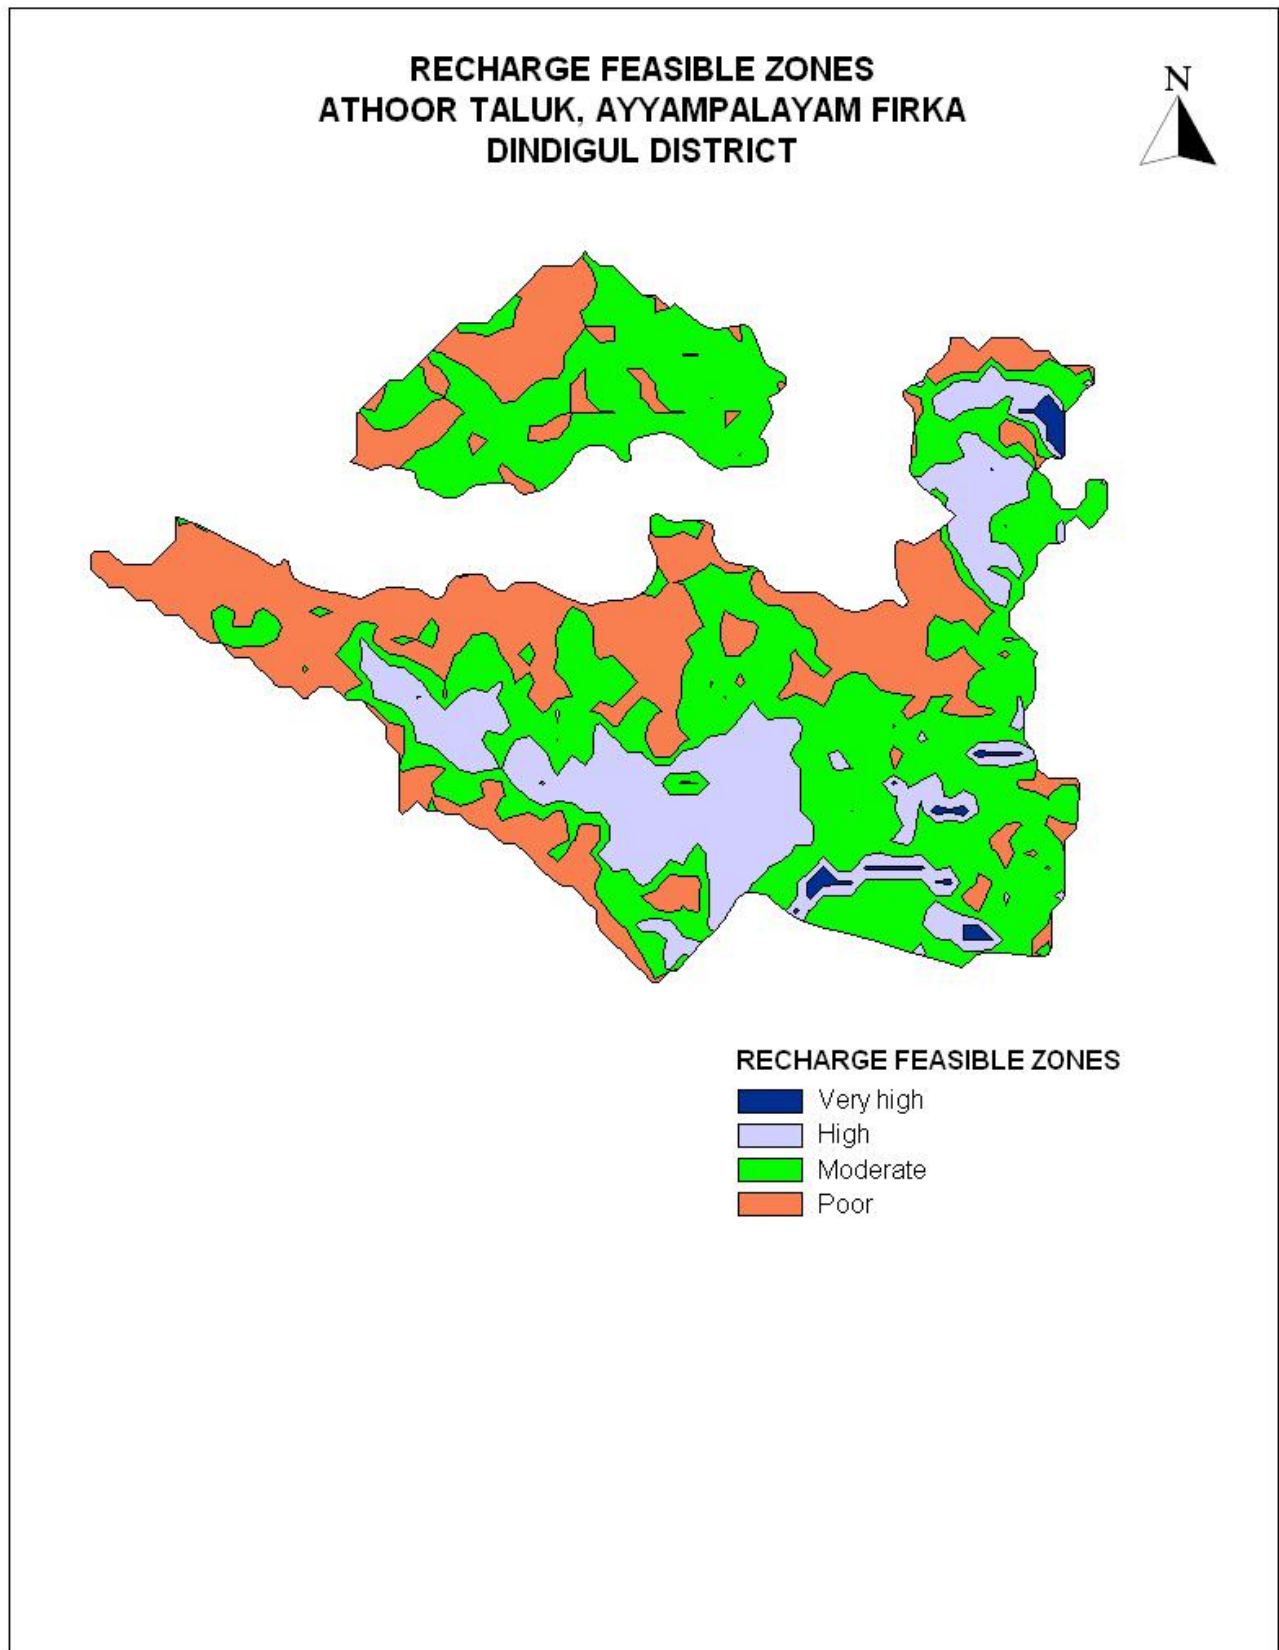 RECHARGE FEASIBLE ZONES
ATHOOR TALUK, AYYAMPALAYAM FIRKA
DINDIGUL DISTRICT
N
RECHARGE FEASIBLE ZONES
Very high
High
Moderate
Poor